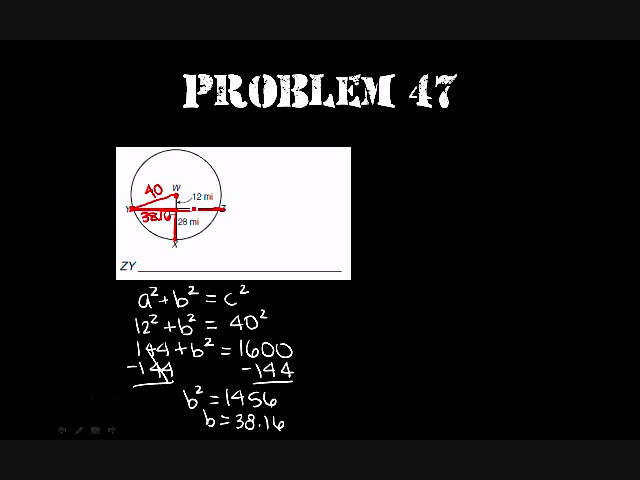 PROBLEM 47
40
W
12 mi
Y
Z
38.16
28 mi
X
ZY
a² + b² = c²
12² + b² = 40²
144 + b² = 1600
-144 -144
b² = 1456
b = 38.16